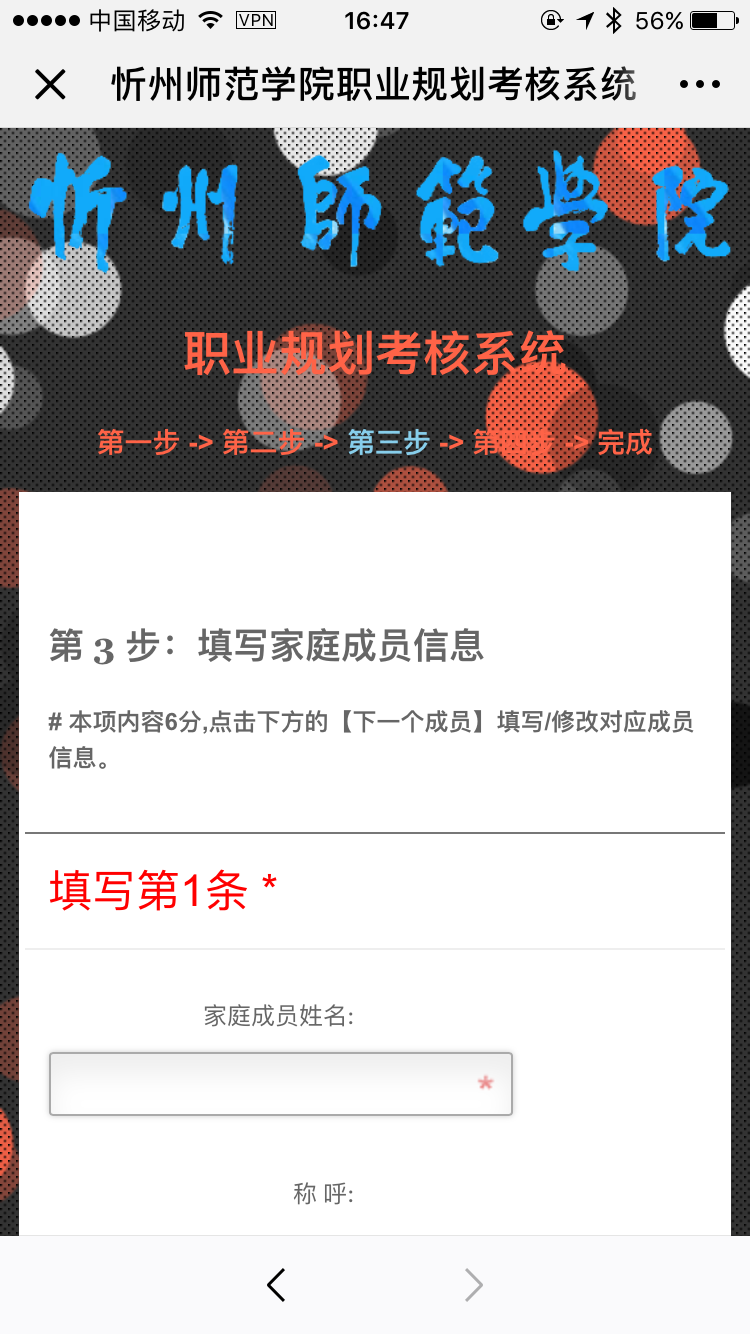 中国移动 VPN 16:47 56%
忻州师范学院职业规划考核系统
忻州師範学院
职业规划考核系统
第一步 -> 第二步 -> 第三步 -> 第四步 -> 完成
第 3 步：填写家庭成员信息
# 本项内容6分,点击下方的【下一个成员】填写/修改对应成员
信息。
填写第1条 *
家庭成员姓名:
*
称 呼: